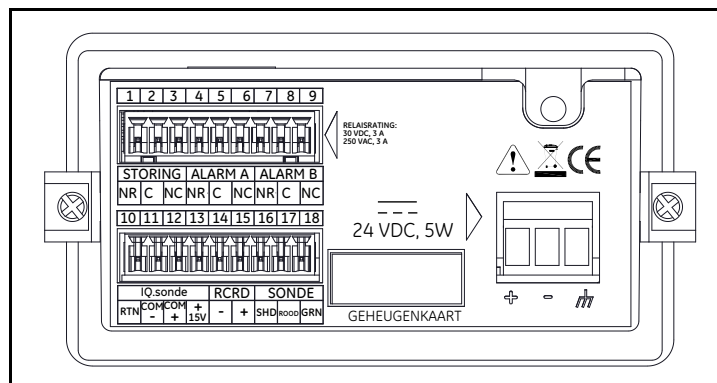 1 2 3 4 5 6 7 8 9
RELAISRATING:
30 VDC, 3 A
250 VAC, 3 A
STORING ALARM A ALARM B
NR C NC NR C NC NR C NC
10 11 12 13 14 15 16 17 18
IQ.sonde RCRD SONDE
RTN COM - COM + + 15V - + SHD ROOD GRN
24 VDC, 5W
GEHEUGENKAART
CE
+ -